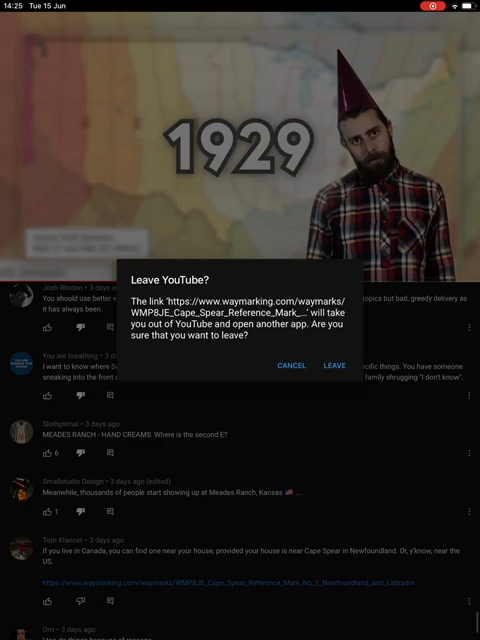 14:25 Tue 15 Jun
1929
Josh Rhoton • 3 days a
You should use better v
topics but bad, greedy delivery as
it has always been.
Leave YouTube?
The link 'https://www.waymarking.com/waymarks/
WMP8JE_Cape_Spear_Reference_Mark_...' will take
you out of YouTube and open another app. Are you
sure that you want to leave?
CANCEL LEAVE
You are breathing • 3 d
I want to know where S
cific things. You have someone
sneaking into the front
family shrugging "I don't know".
Slothptimal • 3 days ago
MEADES RANCH - HAND CREAMS: Where is the second E?
6
Smallstudio Design • 3 days ago (edited)
Meanwhile, thousands of people start showing up at Meades Ranch, Kansas 🇺🇸 ...
1
Tom Klancer • 3 days ago
If you live in Canada, you can find one near your house, provided your house is near Cape Spear in Newfoundland. Or, y'know, near the
US.
https://www.waymarking.com/waymarks/WMP8JE_Cape_Spear_Reference_Mark_No_1_Newfoundland_and_Labrador
Orri • 3 days ago